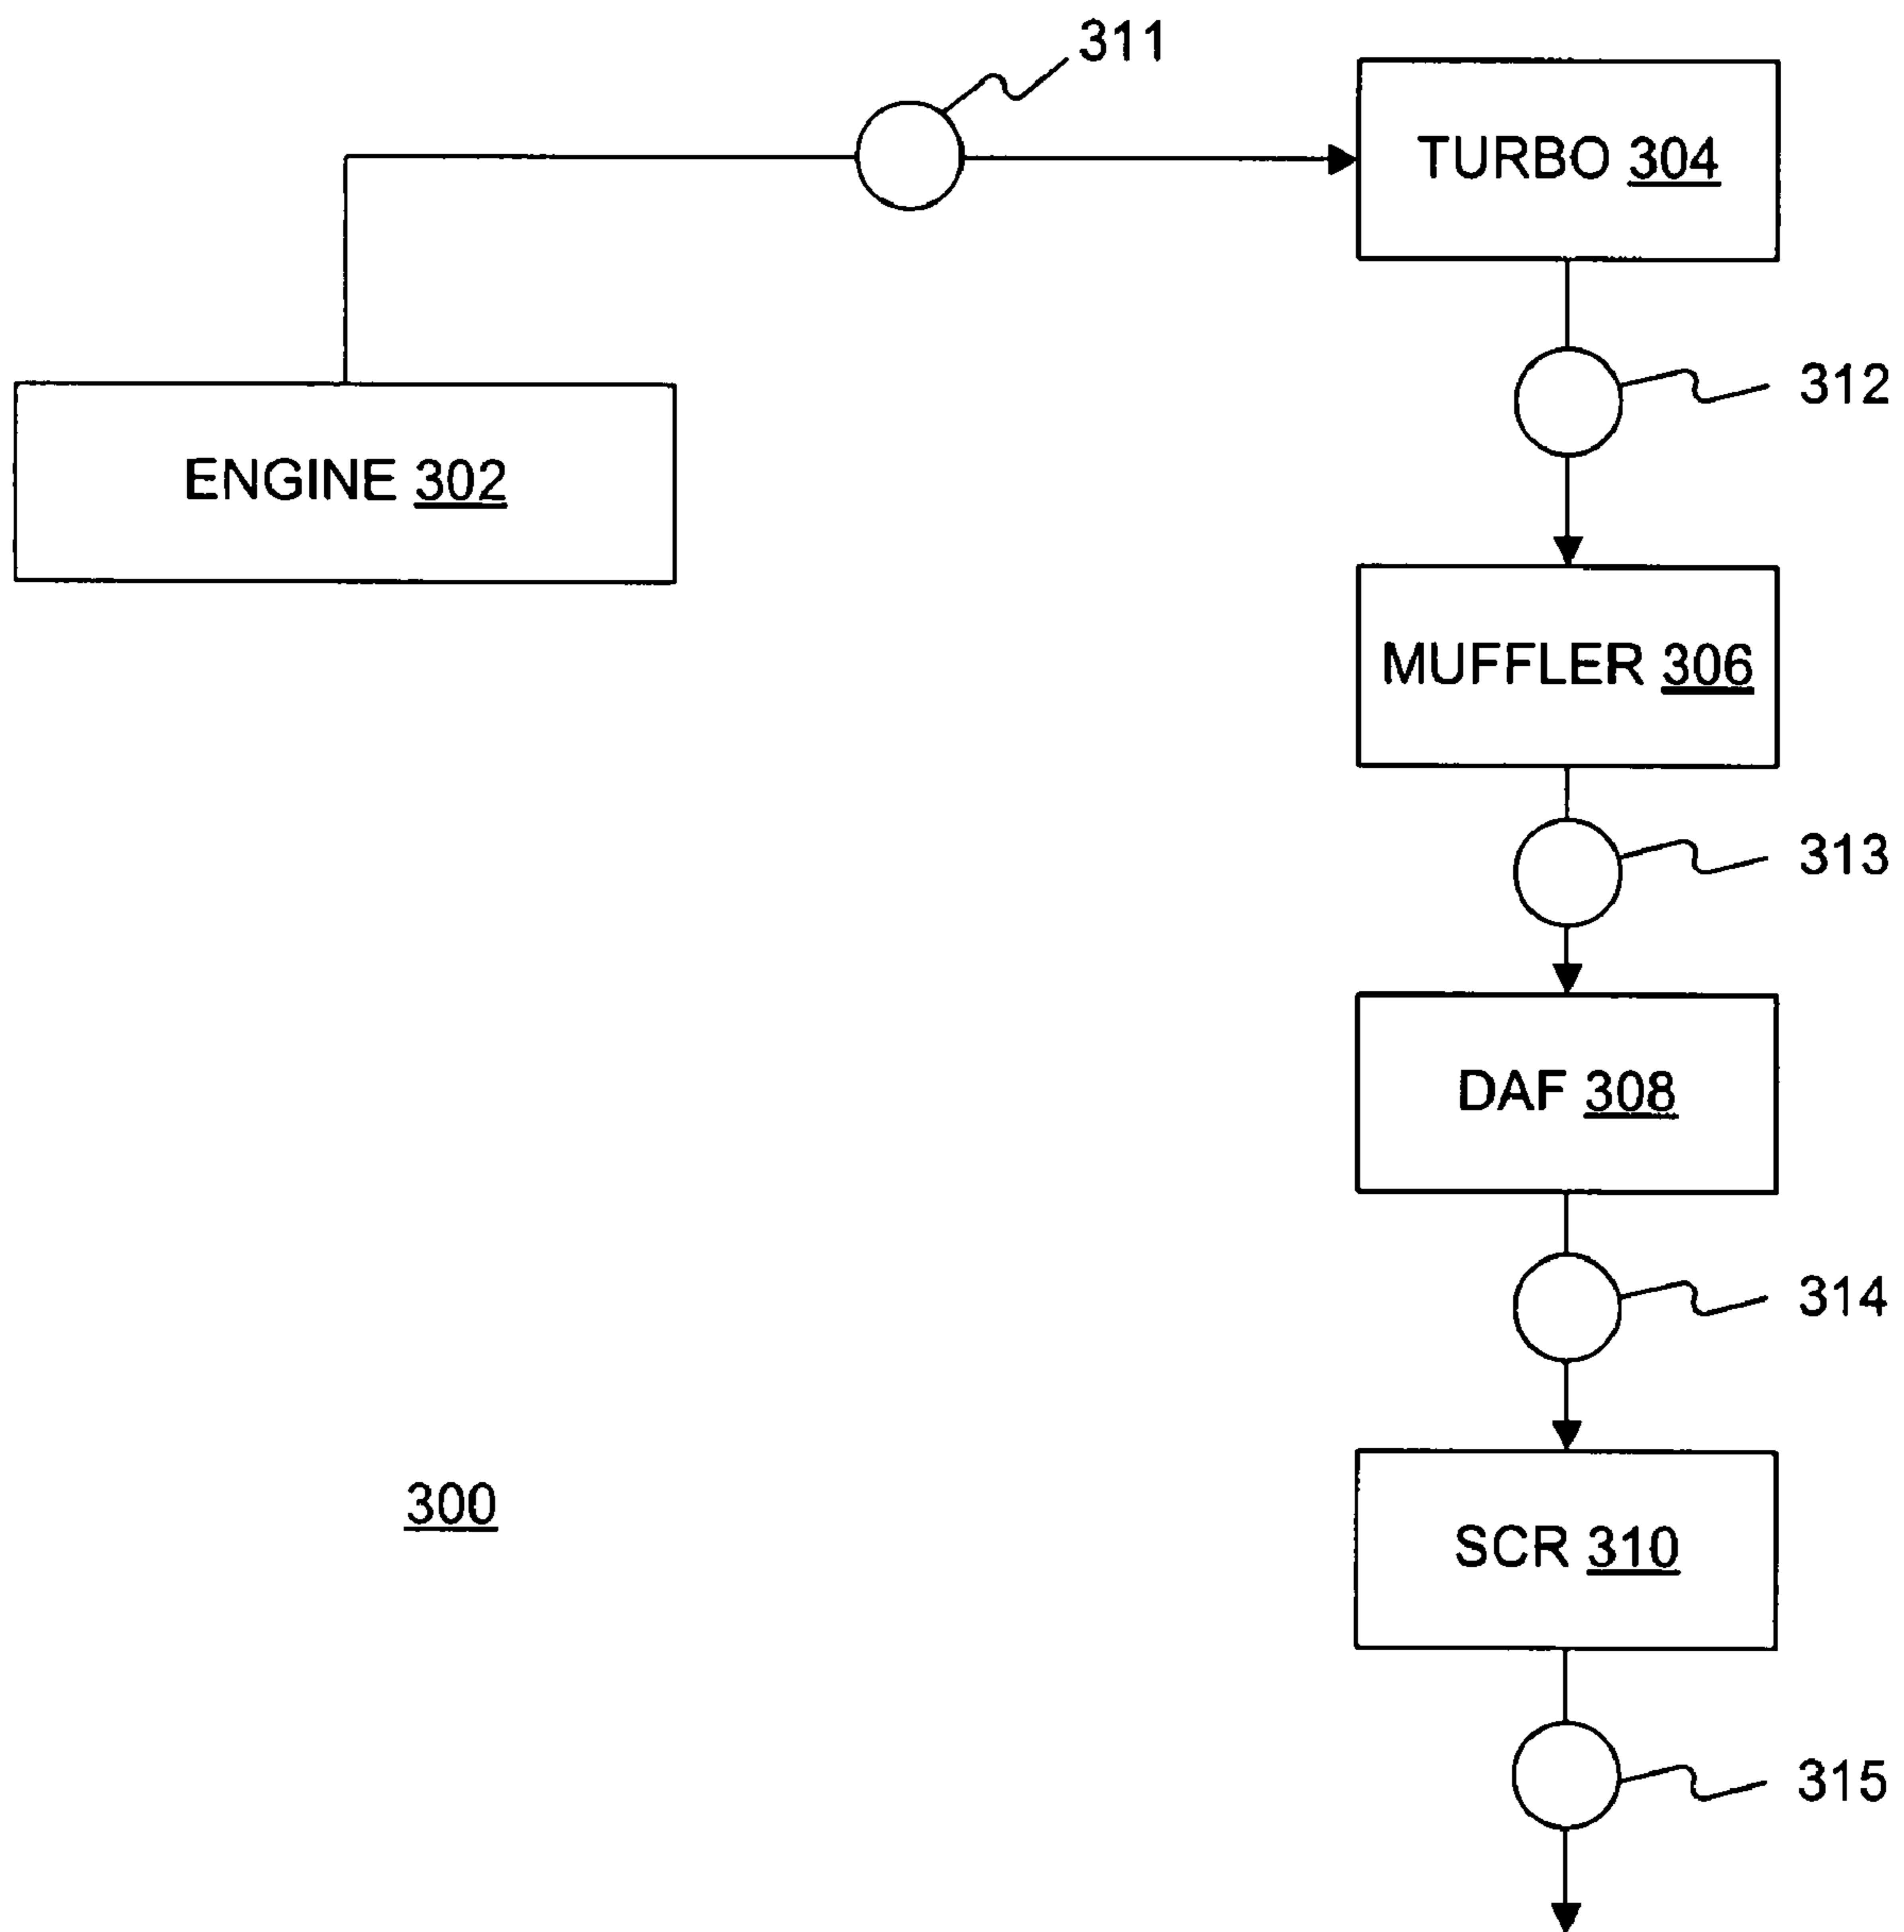 311
TURBO 304
312
ENGINE 302
MUFFLER 306
313
DAF 308
314
300
SCR 310
315